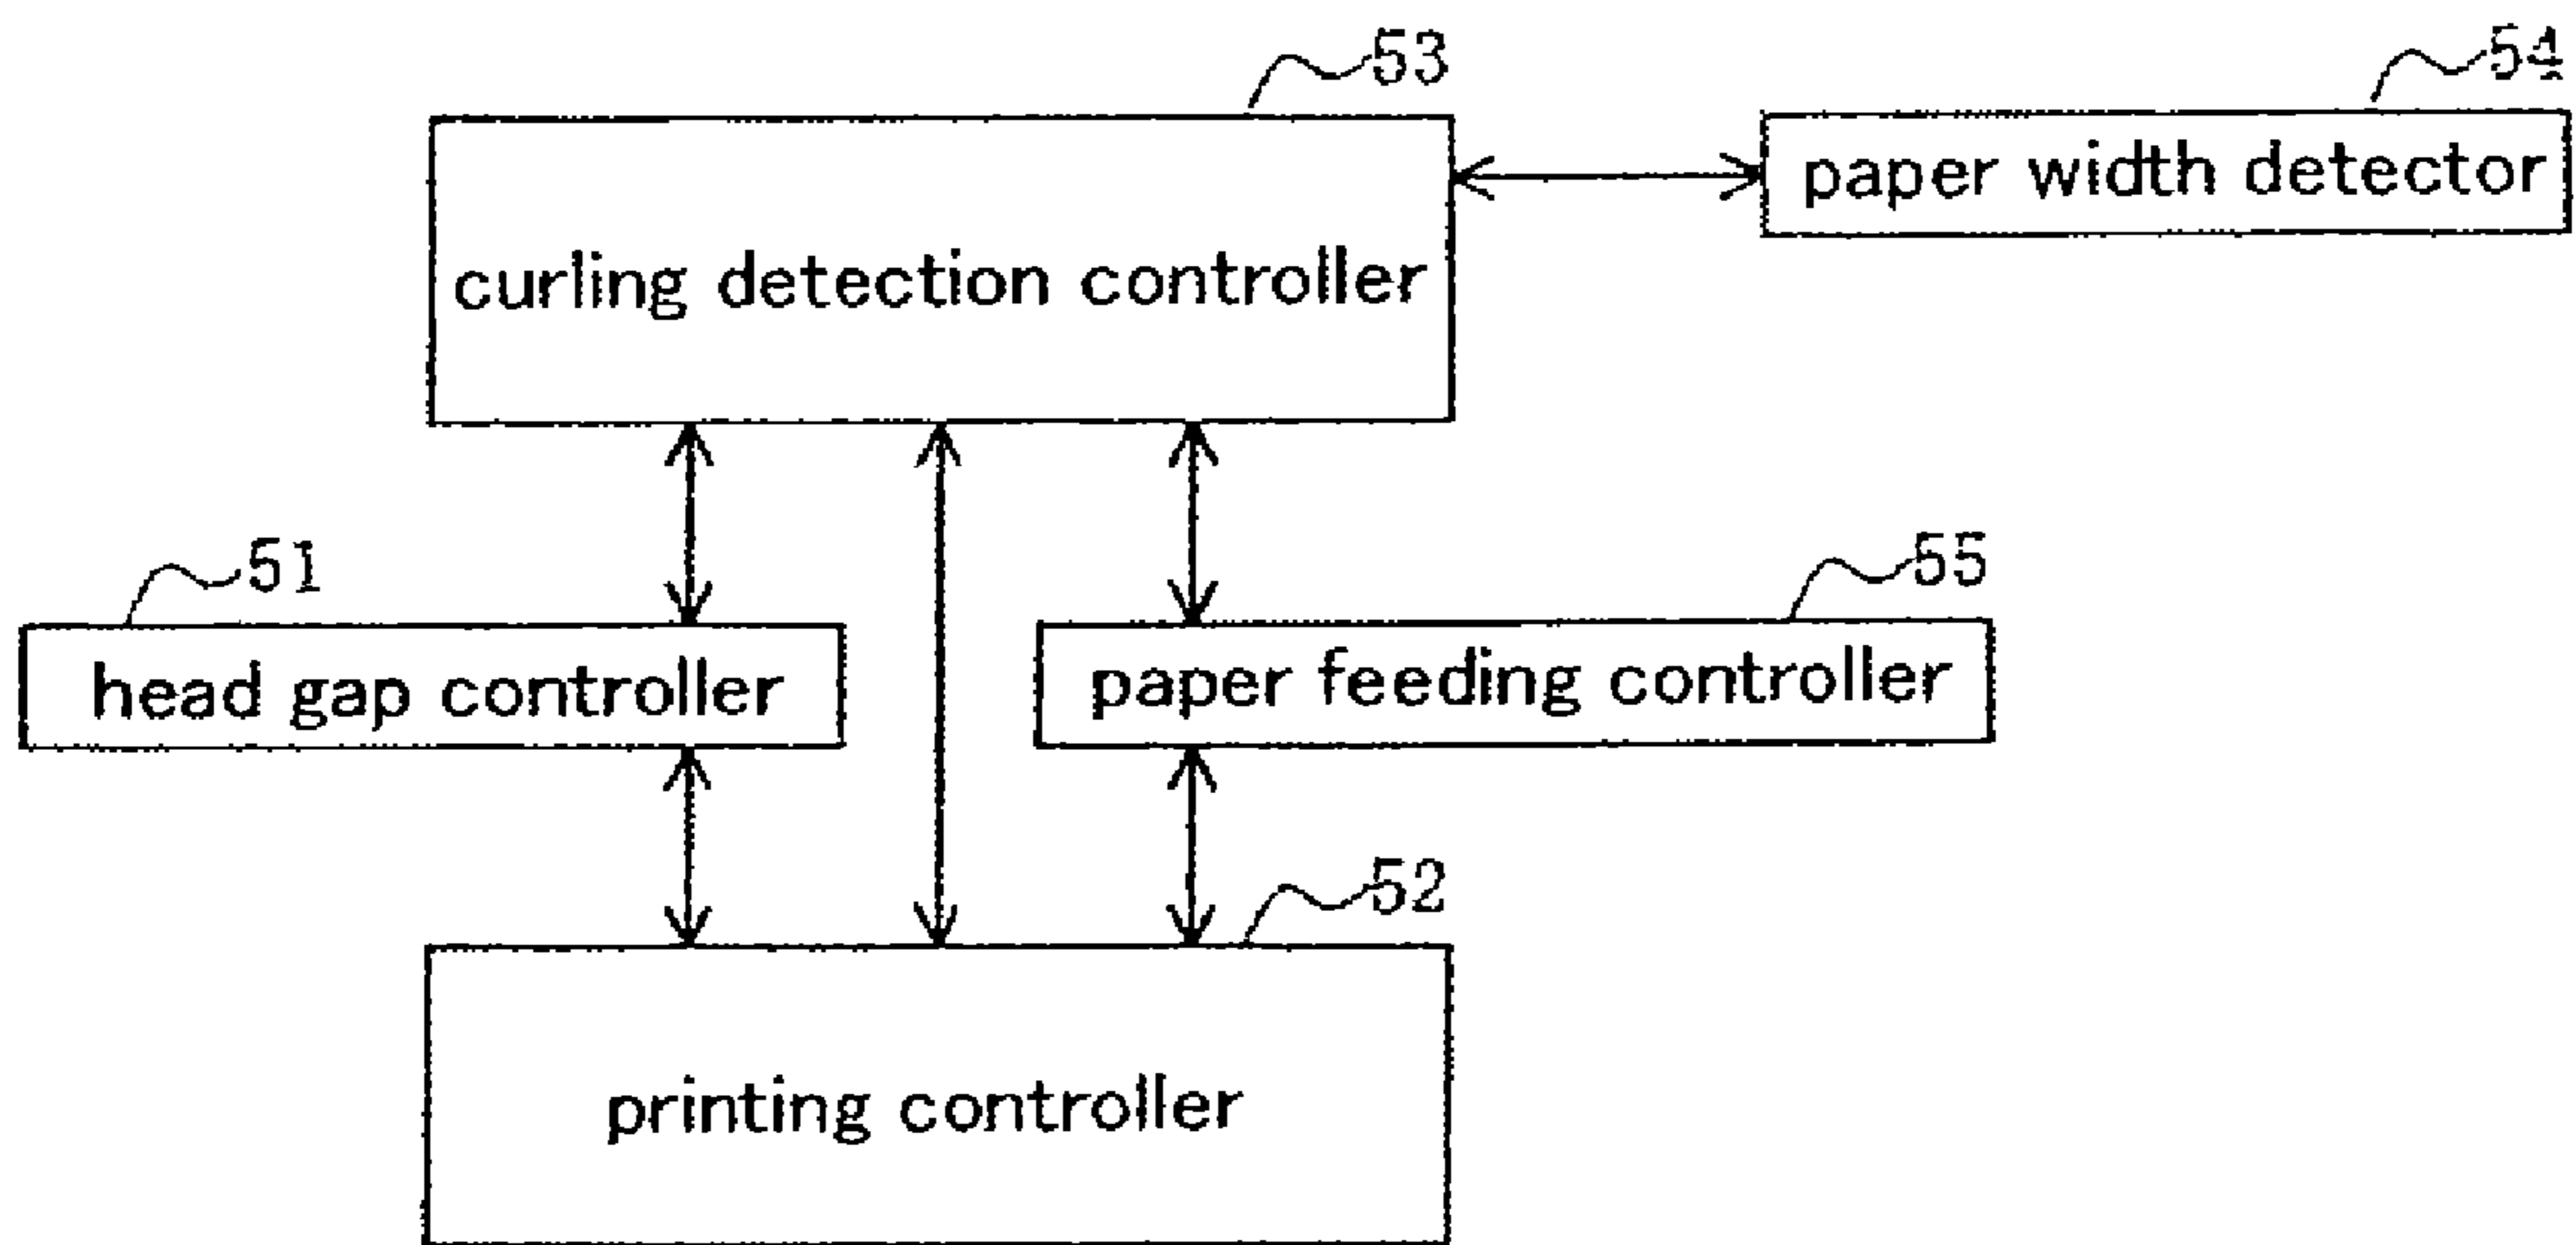 53
54
curling detection controller
paper width detector
51
55
head gap controller
paper feeding controller
52
printing controller